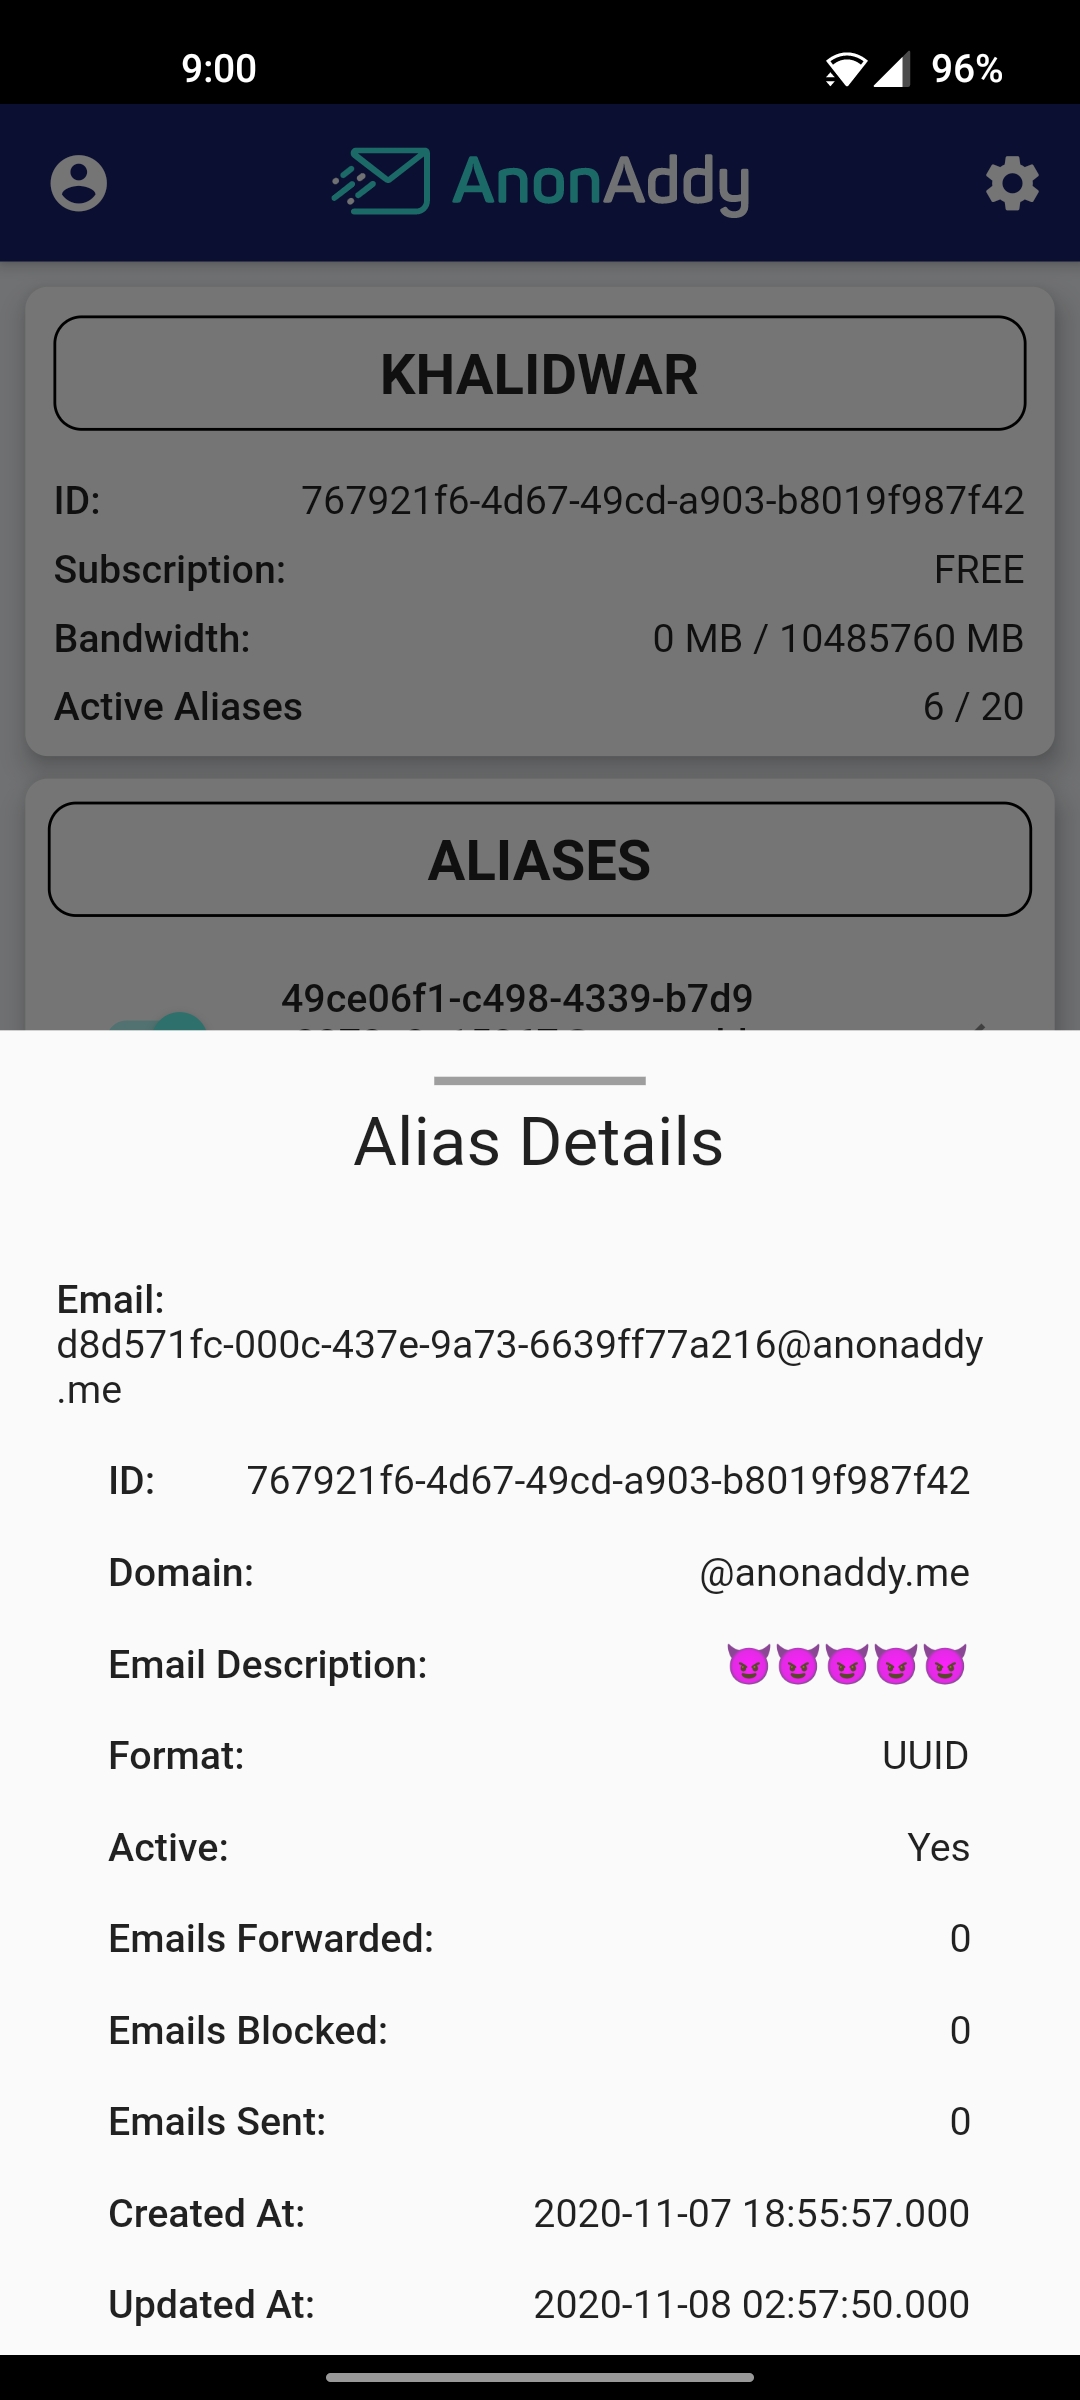 9:00 96%
AnonAddy
KHALIDWAR
ID: 767921f6-4d67-49cd-a903-b8019f987f42
Subscription: FREE
Bandwidth: 0 MB / 10485760 MB
Active Aliases 6 / 20
ALIASES
49ce06f1-c498-4339-b7d9
Alias Details
Email:
d8d571fc-000c-437e-9a73-6639ff77a216@anonaddy
.me
ID: 767921f6-4d67-49cd-a903-b8019f987f42
Domain: @anonaddy.me
Email Description: 😈😈😈😈😈
Format: UUID
Active: Yes
Emails Forwarded: 0
Emails Blocked: 0
Emails Sent: 0
Created At: 2020-11-07 18:55:57.000
Updated At: 2020-11-08 02:57:50.000